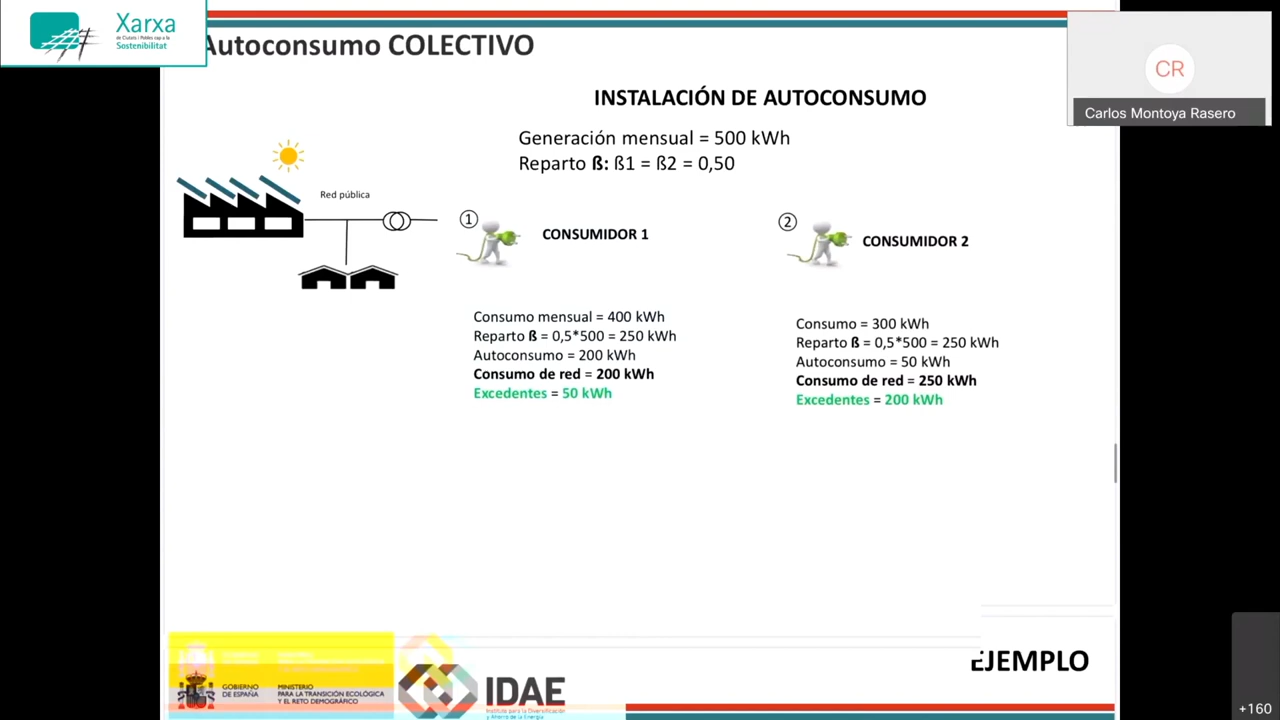 Xarxa
de Ciutats i Pobles cap a la
Sostenibilitat
Autoconsumo COLECTIVO
CR
Carlos Montoya Rasero
INSTALACIÓN DE AUTOCONSUMO
Generación mensual = 500 kWh
Reparto ß: ß1 = ß2 = 0,50
Red pública
1
CONSUMIDOR 1
2
CONSUMIDOR 2
Consumo mensual = 400 kWh
Reparto ß = 0,5*500 = 250 kWh
Autoconsumo = 200 kWh
Consumo de red = 200 kWh
Excedentes = 50 kWh
Consumo = 300 kWh
Reparto ß = 0,5*500 = 250 kWh
Autoconsumo = 50 kWh
Consumo de red = 250 kWh
Excedentes = 200 kWh
EJEMPLO
GOBIERNO
DE ESPAÑA
MINISTERIO
PARA LA TRANSICIÓN ECOLÓGICA
Y EL RETO DEMOGRÁFICO
IDAE
Instituto para la Diversificación
y Ahorro de la Energía
+160